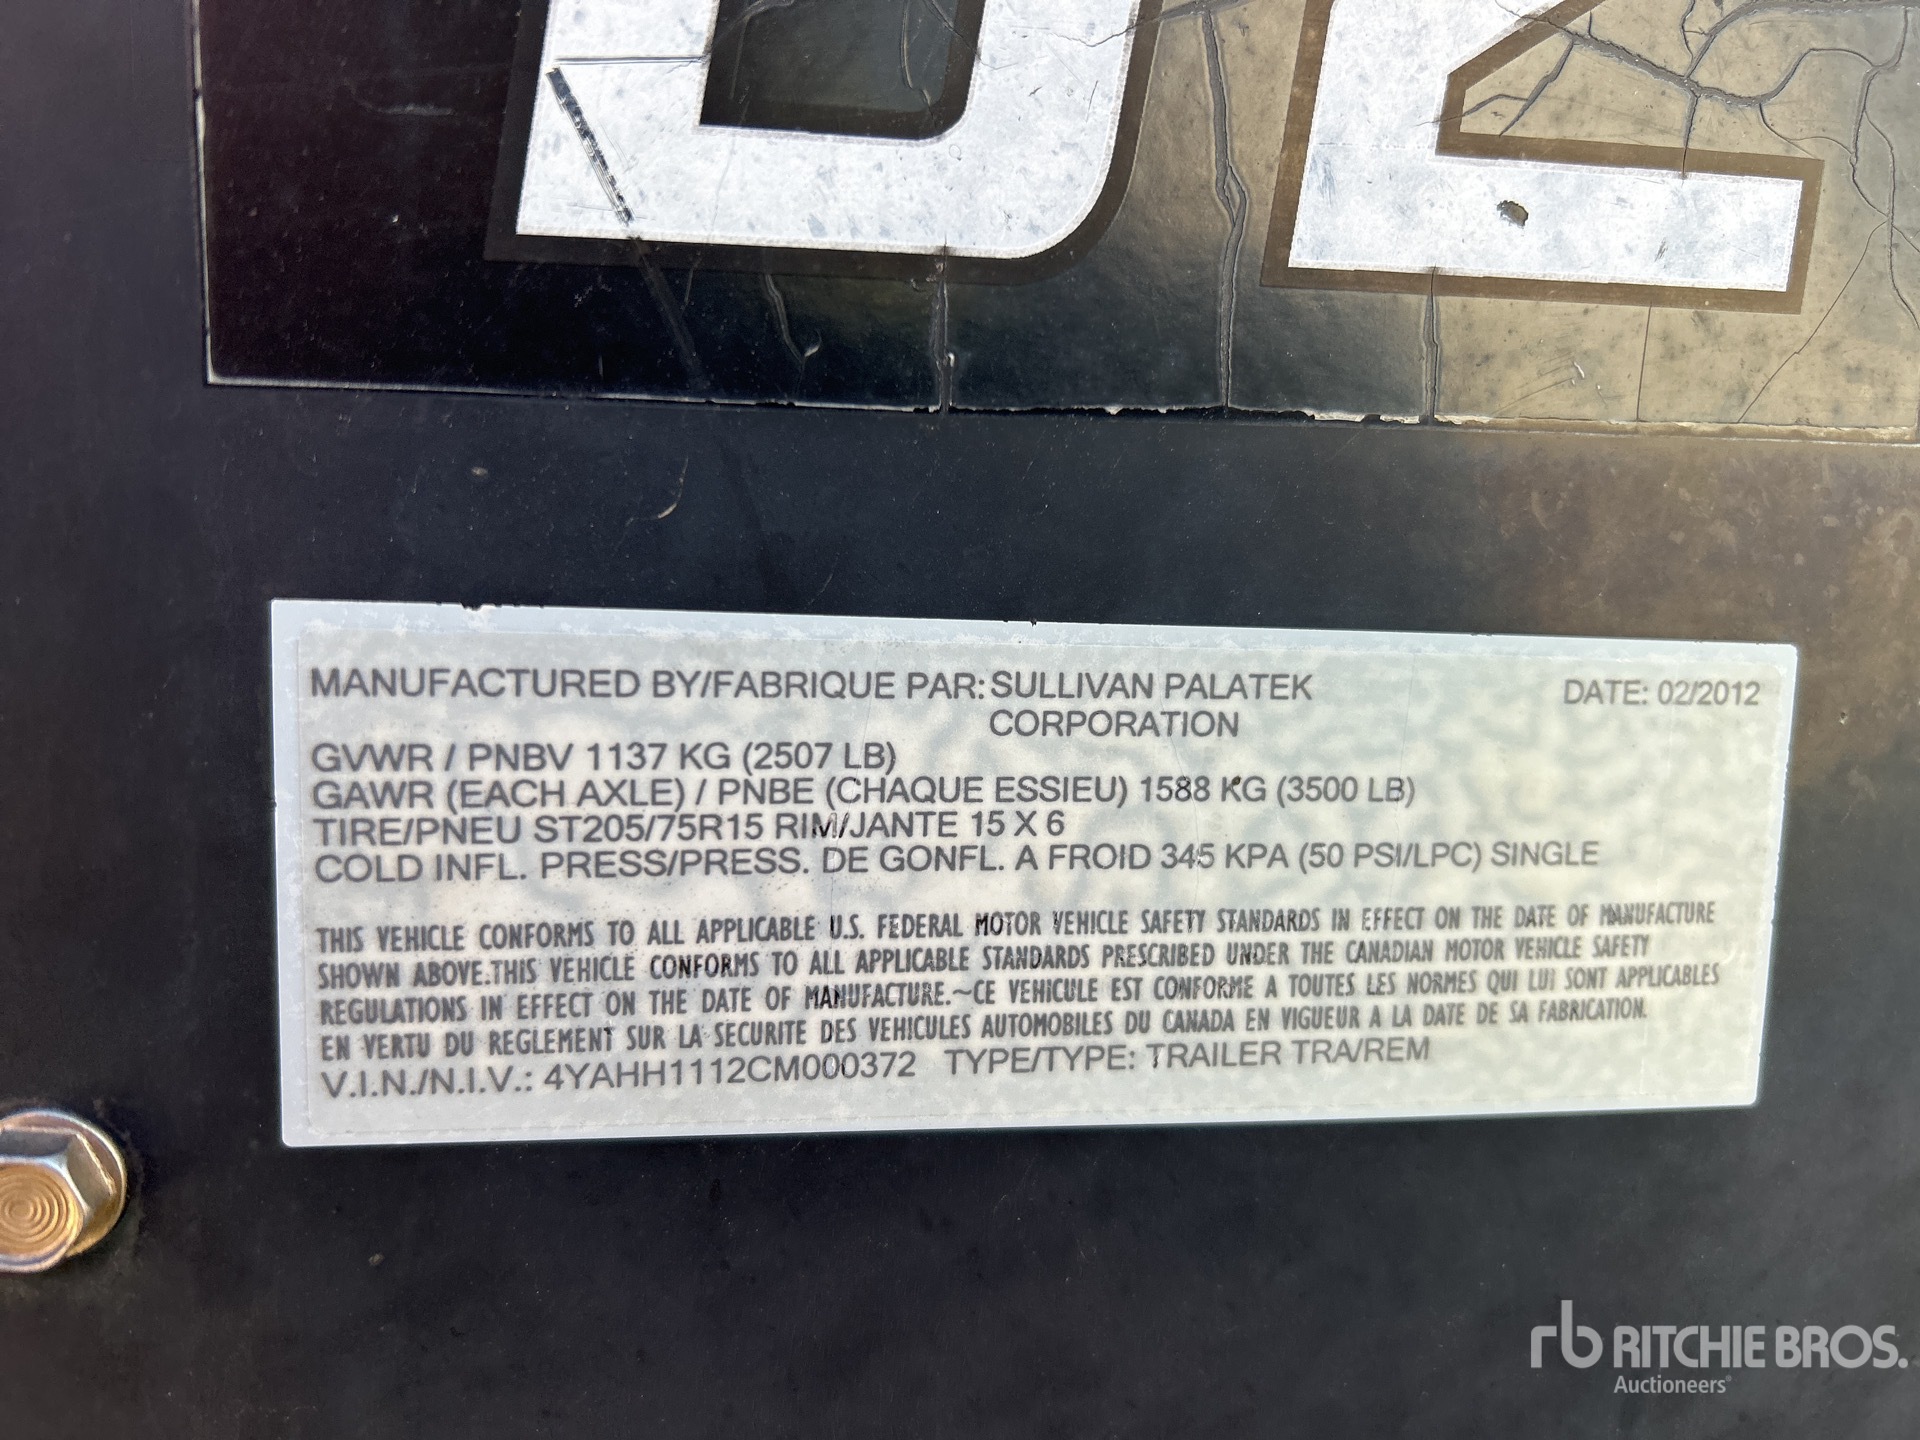 D2
MANUFACTURED BY/FABRIQUE PAR: SULLIVAN PALATEK DATE: 02/2012
CORPORATION
GVWR / PNBV 1137 KG (2507 LB)
GAWR (EACH AXLE) / PNBE (CHAQUE ESSIEU) 1588 KG (3500 LB)
TIRE/PNEU ST205/75R15 RIM/JANTE 15 X 6
COLD INFL. PRESS/PRESS. DE GONFL. A FROID 345 KPA (50 PSI/LPC) SINGLE
THIS VEHICLE CONFORMS TO ALL APPLICABLE U.S. FEDERAL MOTOR VEHICLE SAFETY STANDARDS IN EFFECT ON THE DATE OF MANUFACTURE
SHOWN ABOVE.THIS VEHICLE CONFORMS TO ALL APPLICABLE STANDARDS PRESCRIBED UNDER THE CANADIAN MOTOR VEHICLE SAFETY
REGULATIONS IN EFFECT ON THE DATE OF MANUFACTURE.~CE VEHICULE EST CONFORME A TOUTES LES NORMES QUI LUI SONT APPLICABLES
EN VERTU DU REGLEMENT SUR LA SECURITE DES VEHICULES AUTOMOBILES DU CANADA EN VIGUEUR A LA DATE DE SA FABRICATION.
V.I.N./N.I.V.: 4YAHH1112CM000372 TYPE/TYPE: TRAILER TRA/REM
rb RITCHIE BROS.
Auctioneers